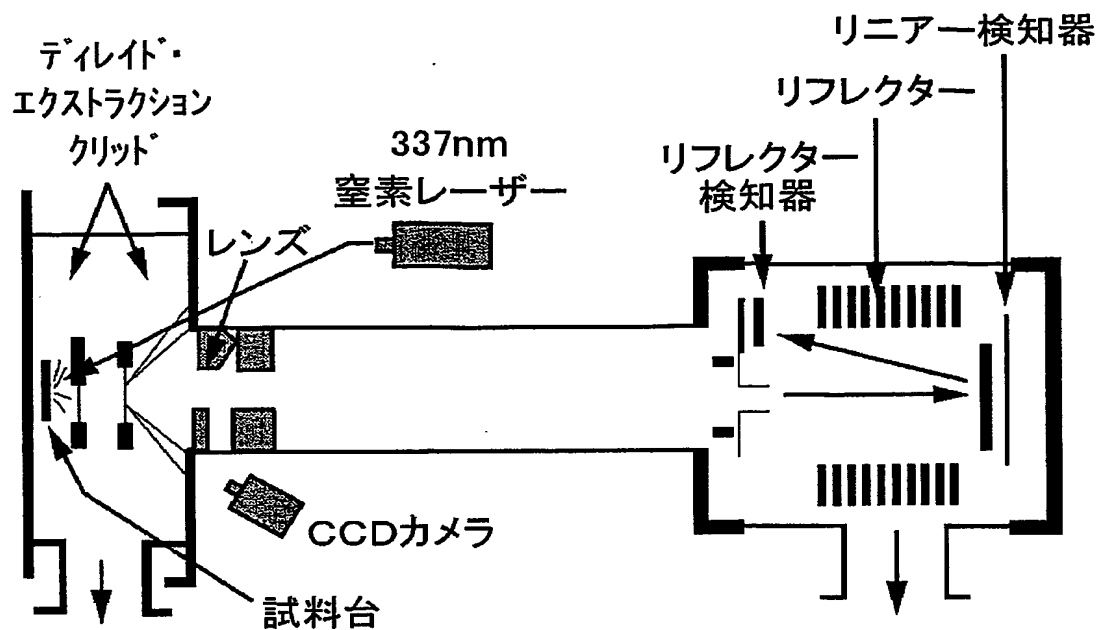 ディレイド・
エクストラクション
クリッド
337nm
窒素レーザー
レンズ
リニアー検知器
リフレクター
リフレクター
検知器
CCDカメラ
試料台